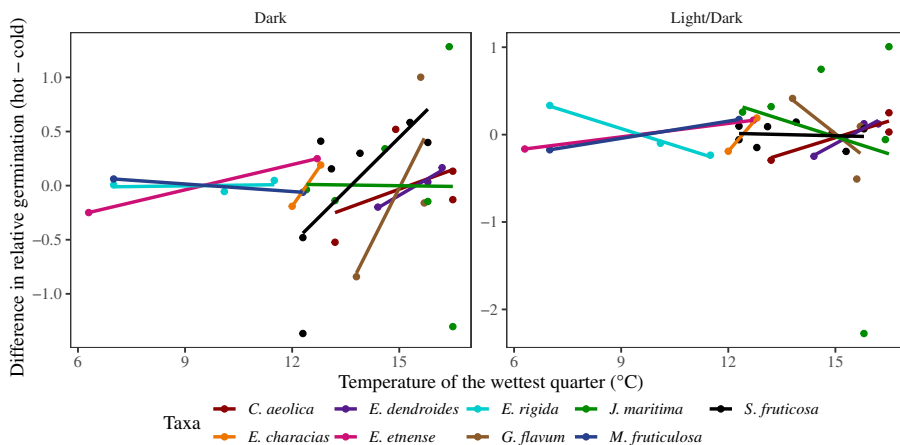 Dark
Light/Dark
Difference in relative germination (hot − cold)
1.0
0.5
0.0
−0.5
−1.0
1
0
−1
−2
6 9 12 15
6 9 12 15
Temperature of the wettest quarter (°C)
Taxa
C. aeolica E. dendroides E. rigida J. maritima S. fruticosa
E. characias E. etnense G. flavum M. fruticulosa